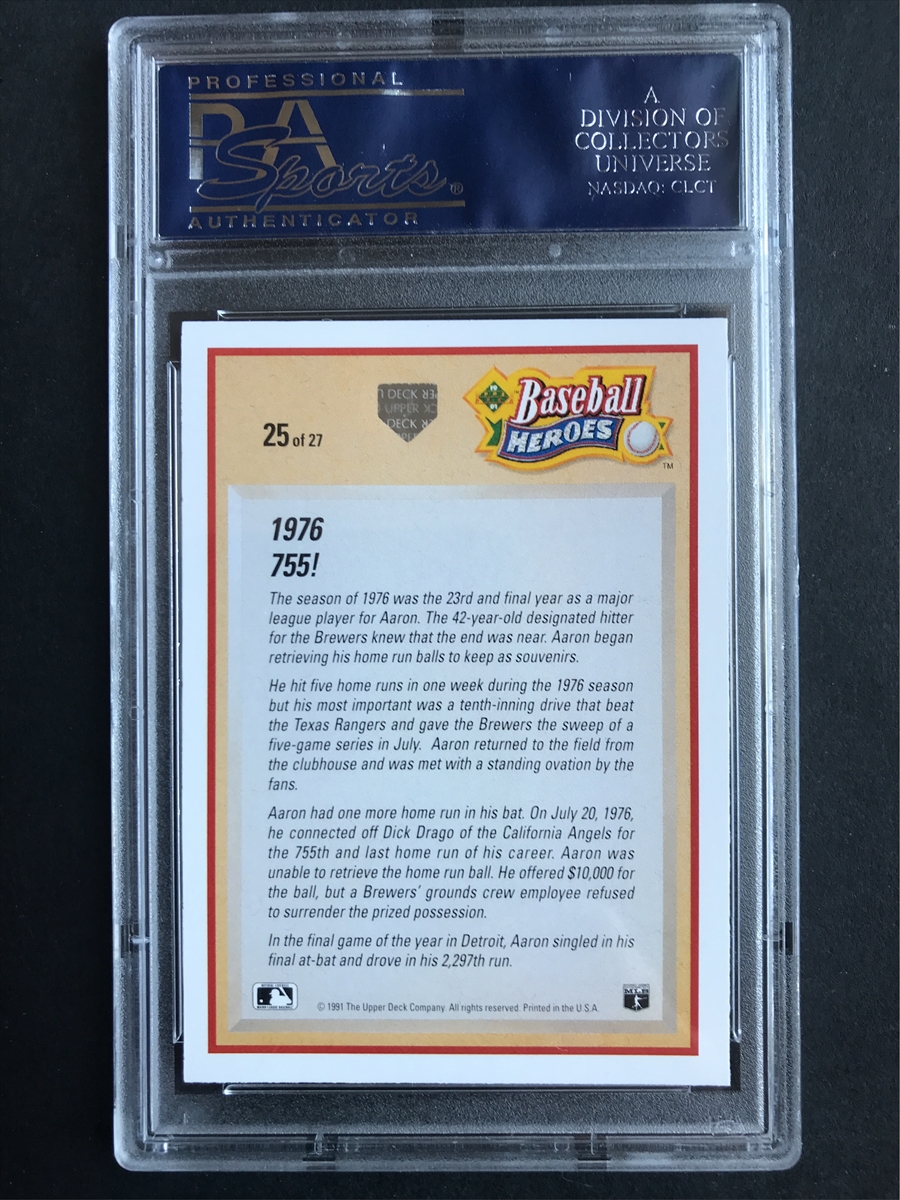 PROFESSIONAL
PSA
Sports®
AUTHENTICATOR
A
DIVISION OF
COLLECTORS
UNIVERSE
NASDAQ: CLCT
25 of 27
DECK
UPPER
DECK
19
91
Baseball
HEROES
TM
1976
755!
The season of 1976 was the 23rd and final year as a major
league player for Aaron. The 42-year-old designated hitter
for the Brewers knew that the end was near. Aaron began
retrieving his home run balls to keep as souvenirs.
He hit five home runs in one week during the 1976 season
but his most important was a tenth-inning drive that beat
the Texas Rangers and gave the Brewers the sweep of a
five-game series in July. Aaron returned to the field from
the clubhouse and was met with a standing ovation by the
fans.
Aaron had one more home run in his bat. On July 20, 1976,
he connected off Dick Drago of the California Angels for
the 755th and last home run of his career. Aaron was
unable to retrieve the home run ball. He offered $10,000 for
the ball, but a Brewers' grounds crew employee refused
to surrender the prized possession.
In the final game of the year in Detroit, Aaron singled in his
final at-bat and drove in his 2,297th run.
© 1991 The Upper Deck Company. All rights reserved. Printed in the U.S.A.